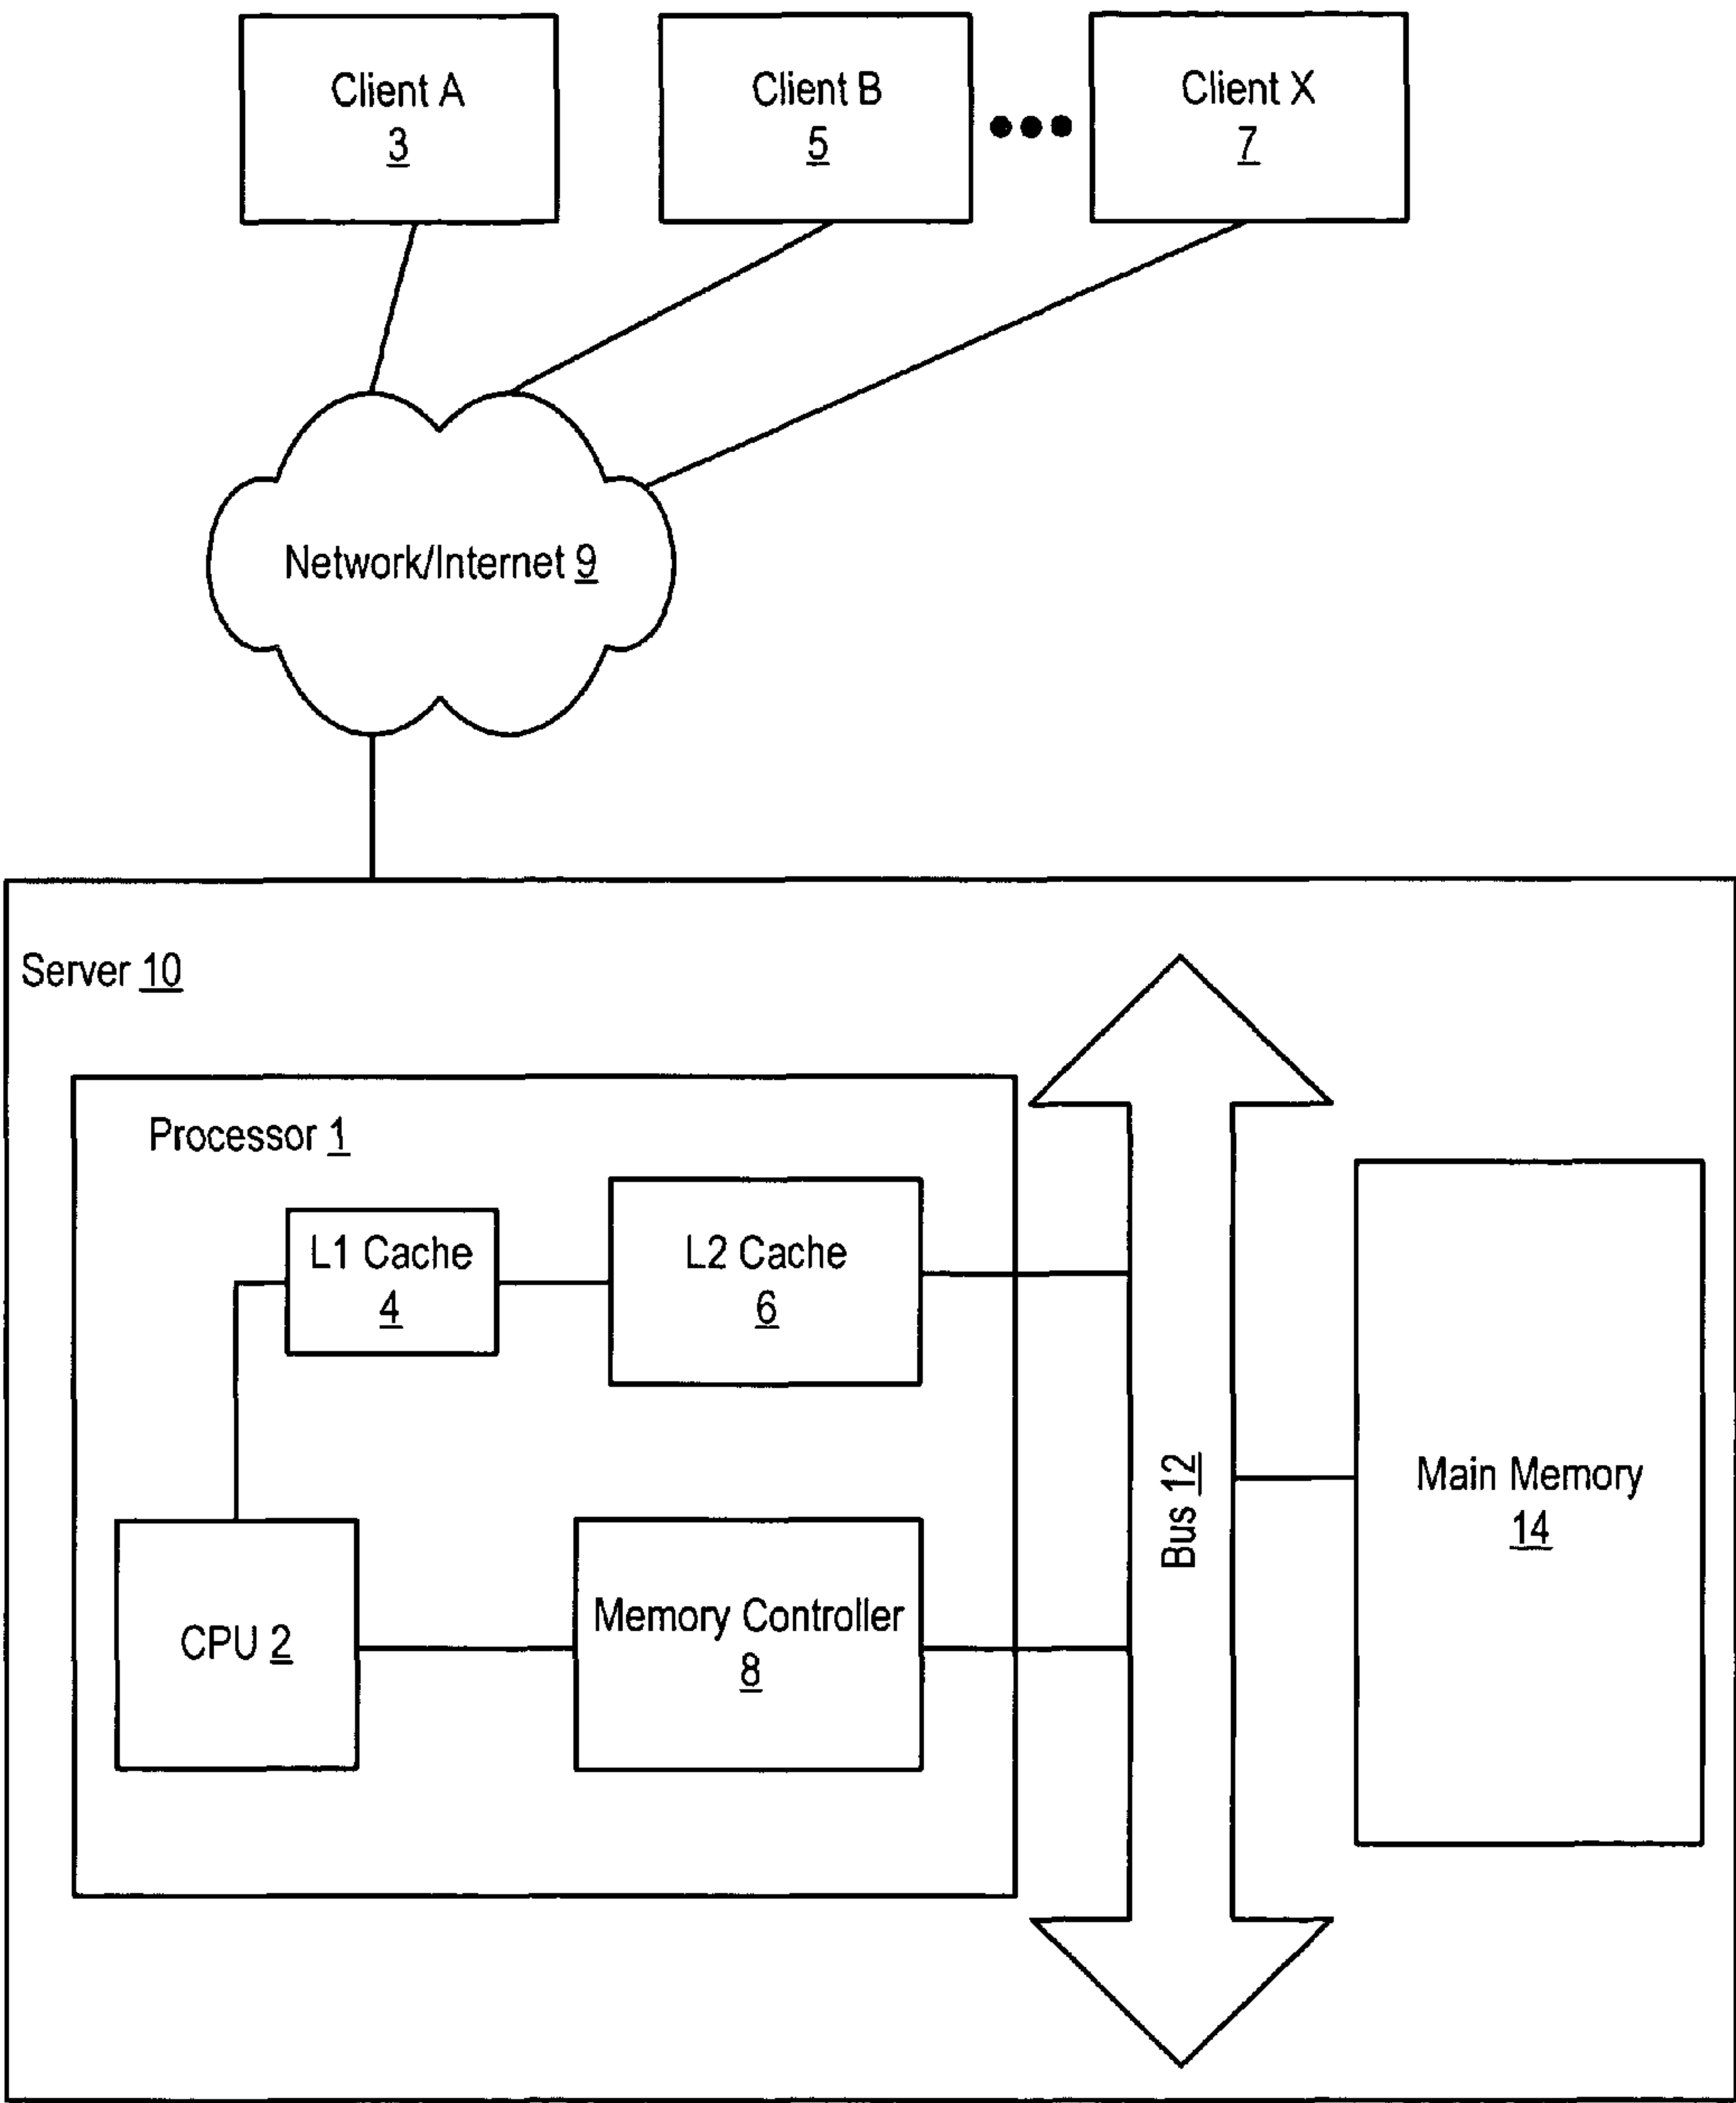 Client A
3
Client B
5
Client X
7
Network/Internet 9
Server 10
Processor 1
L1 Cache
4
L2 Cache
6
CPU 2
Memory Controller
8
Bus 12
Main Memory
14